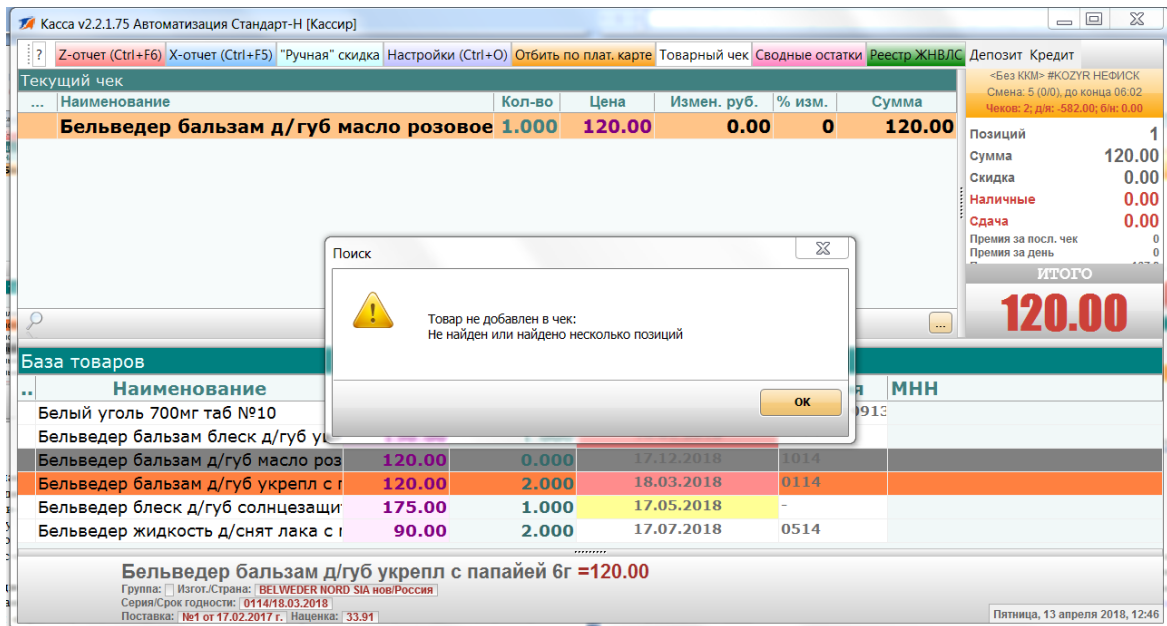 Касса v2.2.1.75 Автоматизация Стандарт-Н [Кассир]
? Z-отчет (Ctrl+F6) X-отчет (Ctrl+F5) "Ручная" скидка Настройки (Ctrl+O) Отбить по плат. карте Товарный чек Сводные остатки Реестр ЖНВЛС Депозит Кредит
Текущий чек
... Наименование Кол-во Цена Измен. руб. % изм. Сумма
Бельведер бальзам д/губ масло розовое 1.000 120.00 0.00 0 120.00
<Без ККМ> #KOZYR НЕФИСК
Смена: 5 (0/0), до конца 06:02
Чеков: 2; д/я: -582.00; б/н: 0.00
Позиций 1
Сумма 120.00
Скидка 0.00
Наличные 0.00
Сдача 0.00
Премия за посл. чек 0
Премия за день 0
ИТОГО
120.00
...
Поиск
Товар не добавлен в чек:
Не найден или найдено несколько позиций
ОК
База товаров
.. Наименование я МНН
Белый уголь 700мг таб №10 0913
Бельведер бальзам блеск д/губ
Бельведер бальзам д/губ масло роз 120.00 0.000 17.12.2018 1014
Бельведер бальзам д/губ укрепл с 120.00 2.000 18.03.2018 0114
Бельведер блеск д/губ солнцезащи 175.00 1.000 17.05.2018 -
Бельведер жидкость д/снят лака с 90.00 2.000 17.07.2018 0514
Бельведер бальзам д/губ укрепл с папайей 6г =120.00
Группа: Изгот./Страна: BELWEDER NORD SIA нов/Россия
Серия/Срок годности: 0114/18.03.2018
Поставка: №1 от 17.02.2017 г. Наценка: 33.91
Пятница, 13 апреля 2018, 12:46